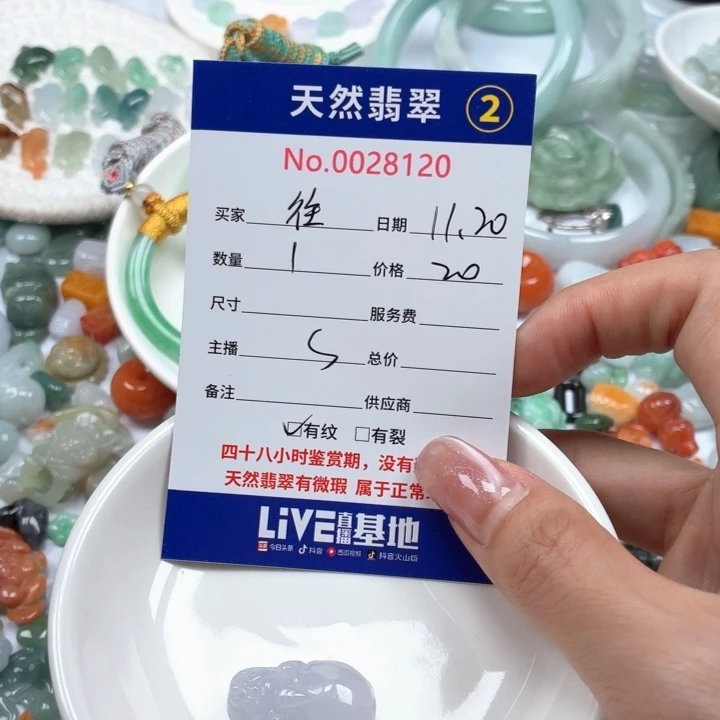 天然翡翠 2
No.0028120
买家 徐 日期 11.20
数量 1 价格 20
尺寸 服务费
主播 S 总价
备注 供应商
☑有纹 ☐有裂
四十八小时鉴赏期，没有
天然翡翠有微瑕 属于正常
LiVE直播基地
今日头条 抖音 西瓜视频 抖音火山版